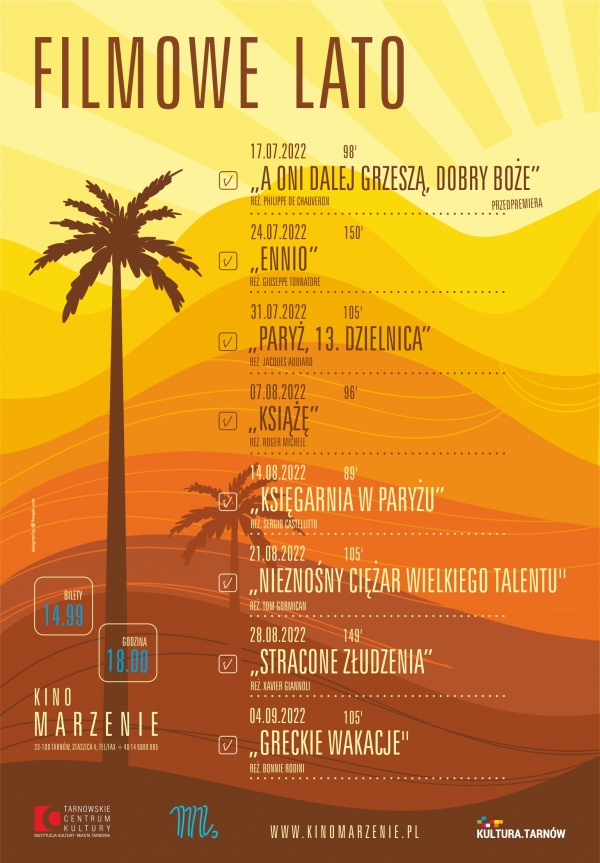 FILMOWE LATO
17.07.2022 98'
„A ONI DALEJ GRZESZĄ, DOBRY BOŻE”
REŻ. PHILIPPE DE CHAUVERON
PRZEDPREMIERA
24.07.2022 150'
„ENNIO”
REŻ. GIUSEPPE TORNATORE
31.07.2022 105'
„PARYŻ, 13. DZIELNICA”
REŻ. JACQUES AUDIARD
07.08.2022 96'
„KSIĄŻĘ”
REŻ. ROGER MICHELL
14.08.2022 89'
„KSIĘGARNIA W PARYŻU”
REŻ. SERGIO CASTELLITTO
21.08.2022 105'
„NIEZNOŚNY CIĘŻAR WIELKIEGO TALENTU"
REŻ. TOM GORMICAN
28.08.2022 149'
„STRACONE ZŁUDZENIA”
REŻ. XAVIER GIANNOLI
04.09.2022 105'
„GRECKIE WAKACJE"
REŻ. BONNIE RODINI
BILETY
14.99
GODZINA
18.00
KINO
MARZENIE
33-100 TARNÓW, STASZICA 4, TEL/FAX + 48 14 6888 885
TARNOWSKIE
CENTRUM
KULTURY
INSTYTUCJA KULTURY MIASTA TARNOWA
WWW.KINOMARZENIE.PL
KULTURA.TARNÓW